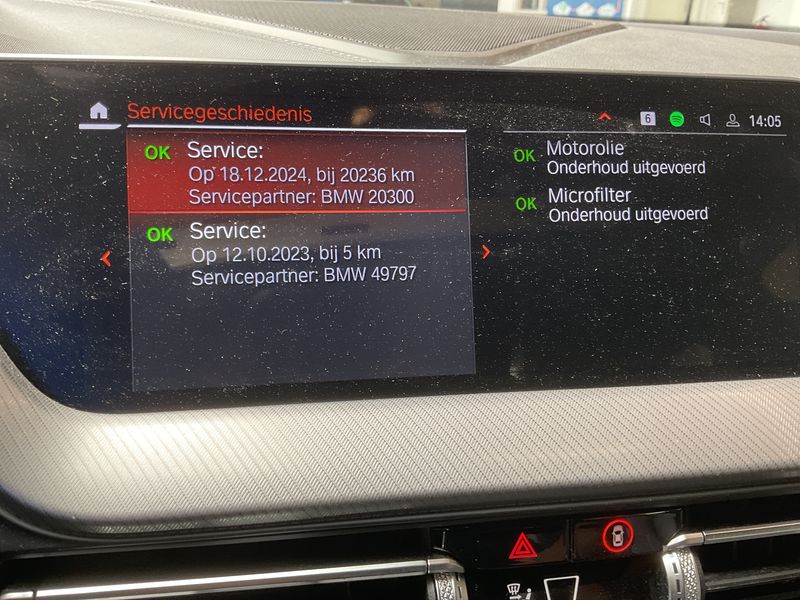 Servicegeschiedenis
6
14:05
OK Service:
Op 18.12.2024, bij 20236 km
Servicepartner: BMW 20300
OK Service:
Op 12.10.2023, bij 5 km
Servicepartner: BMW 49797
OK Motorolie
Onderhoud uitgevoerd
OK Microfilter
Onderhoud uitgevoerd